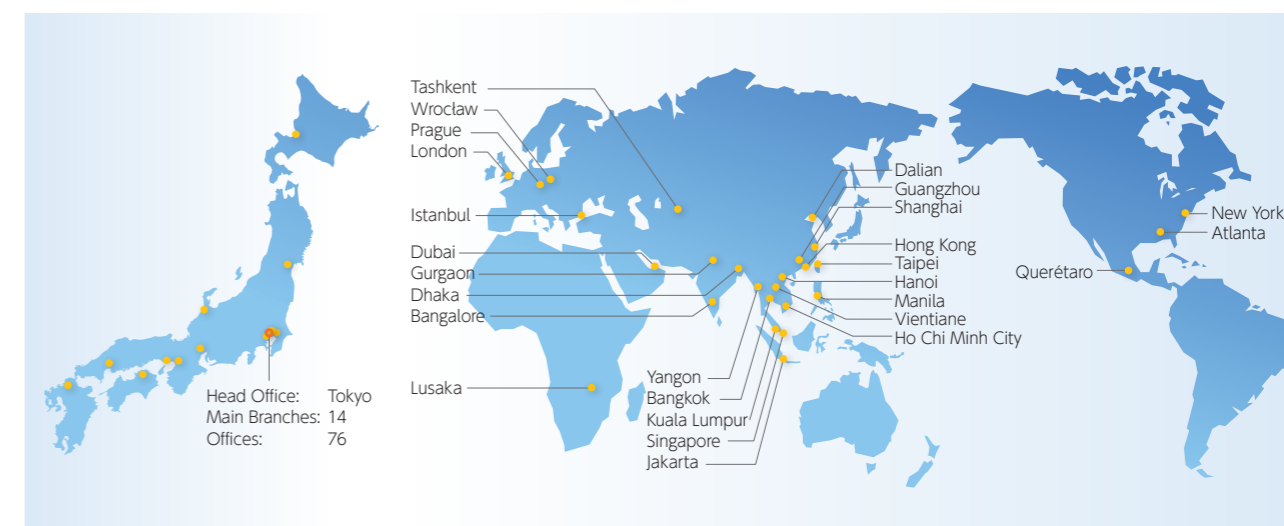 Tashkent
Wrocław
Prague
London
Istanbul
Dubai
Gurgaon
Dhaka
Bangalore
Lusaka
Yangon
Bangkok
Kuala Lumpur
Singapore
Jakarta
Dalian
Guangzhou
Shanghai
Hong Kong
Taipei
Hanoi
Manila
Vientiane
Ho Chi Minh City
New York
Atlanta
Querétaro
Head Office: Tokyo
Main Branches: 14
Offices: 76